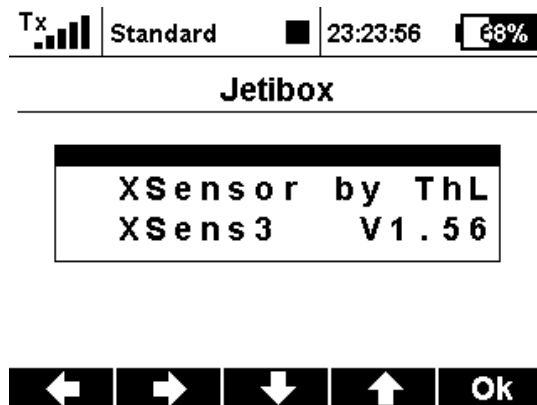 Tx Standard 23:23:56 68%
Jetibox
XSensor by ThL
XSens3 V1.56
Ok